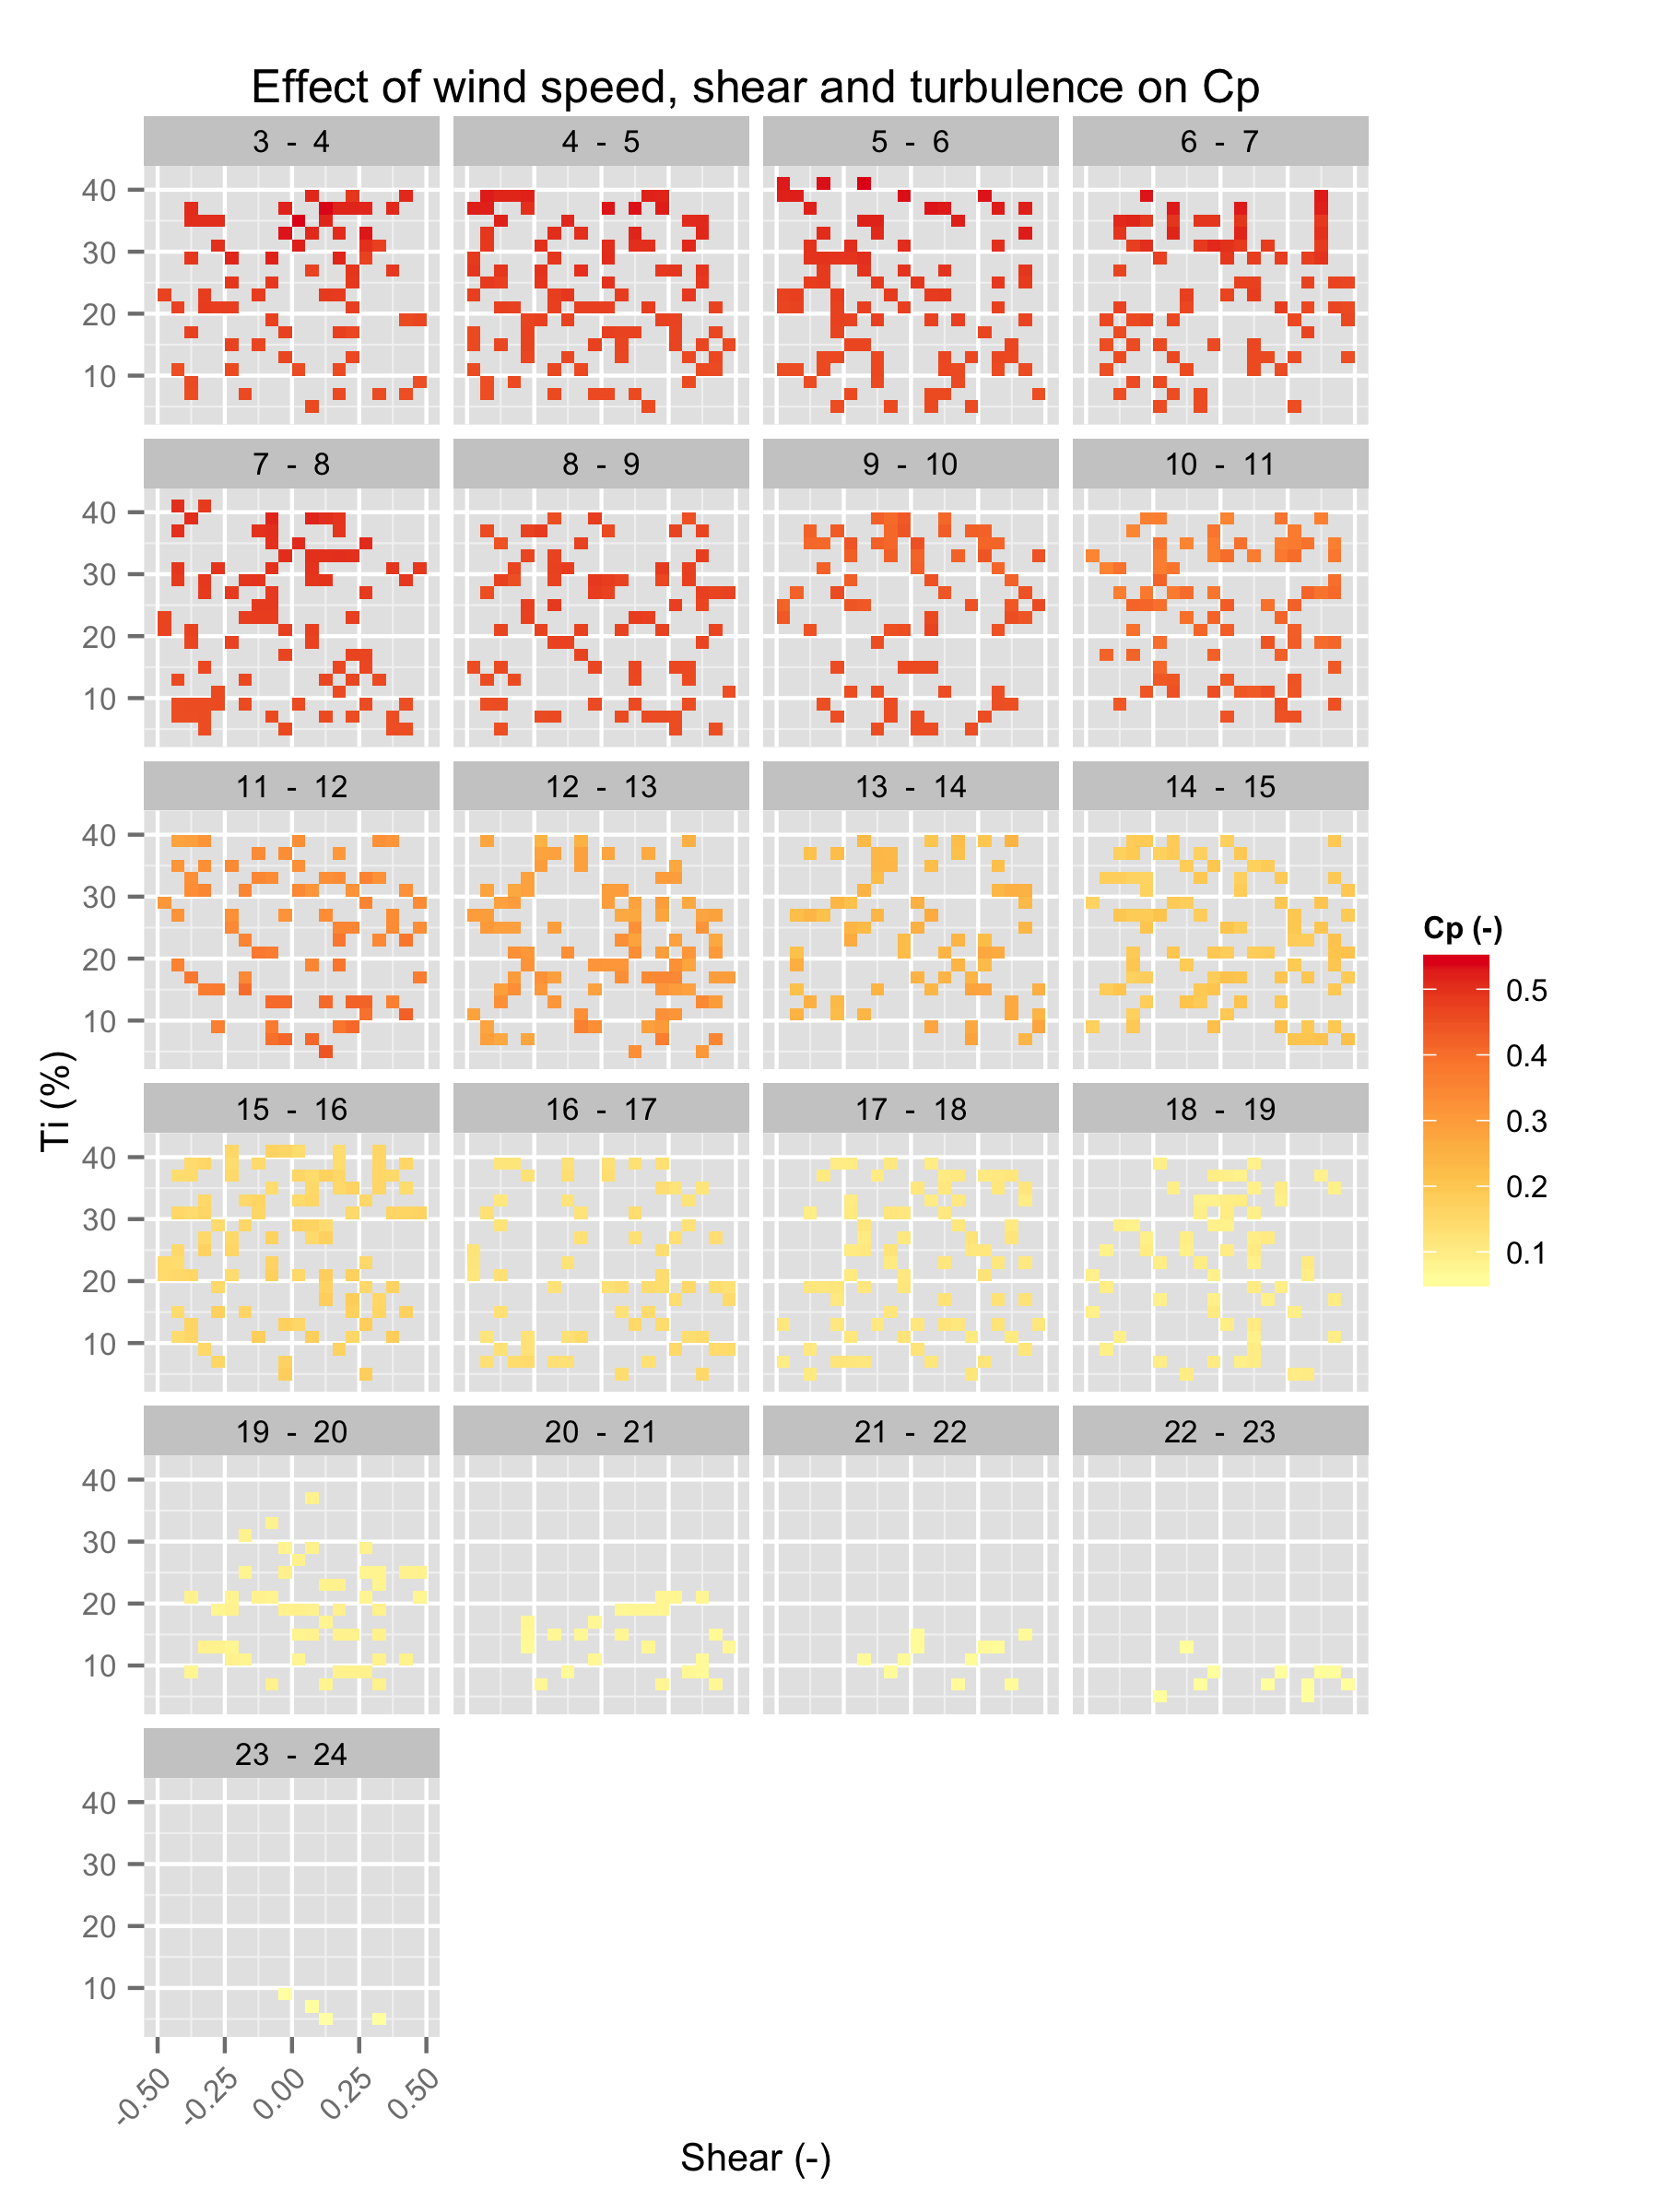 Effect of wind speed, shear and turbulence on Cp
3 - 4
4 - 5
5 - 6
6 - 7
40
30
20
10
7 - 8
8 - 9
9 - 10
10 - 11
40
30
20
10
11 - 12
12 - 13
13 - 14
14 - 15
40
30
20
10
Ti (%)
15 - 16
16 - 17
17 - 18
18 - 19
40
30
20
10
19 - 20
20 - 21
21 - 22
22 - 23
40
30
20
10
23 - 24
40
30
20
10
-0.50
-0.25
0.00
0.25
0.50
Shear (-)
Cp (-)
0.5
0.4
0.3
0.2
0.1